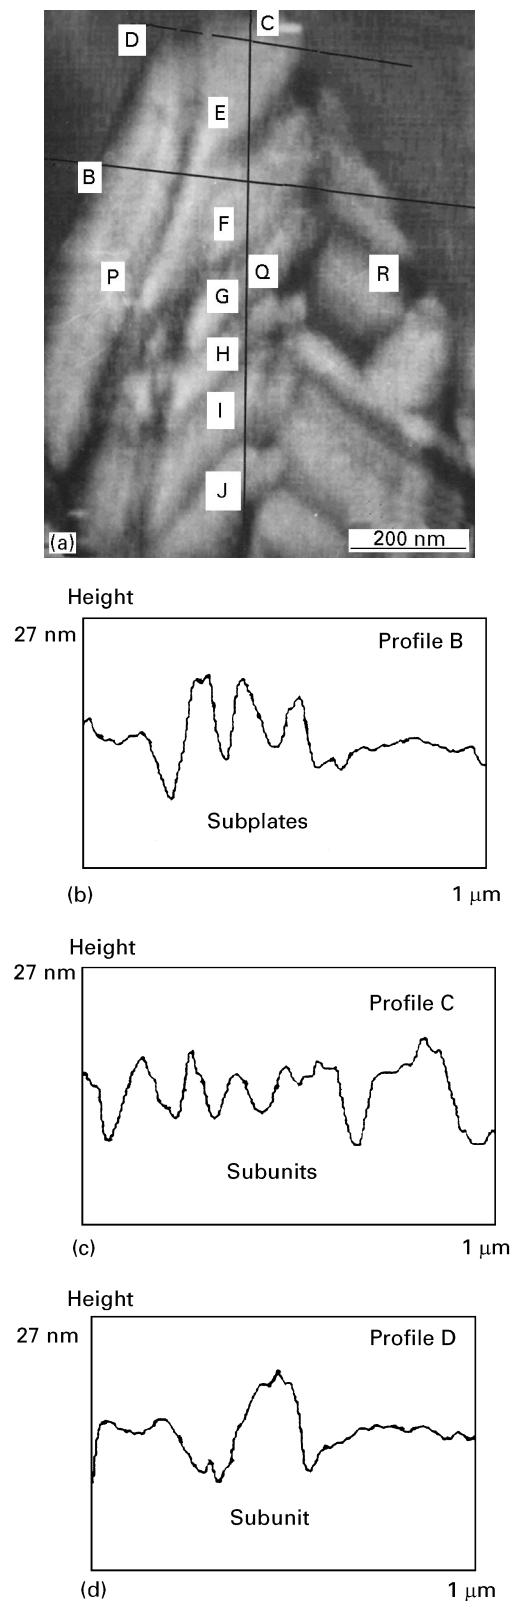 C
D
E
B
F
P
Q
R
G
H
I
J
(a)
200 nm
Height
27 nm
Profile B
Subplates
(b)
1 μm
Height
27 nm
Profile C
Subunits
(c)
1 μm
Height
27 nm
Profile D
Subunit
(d)
1 μm